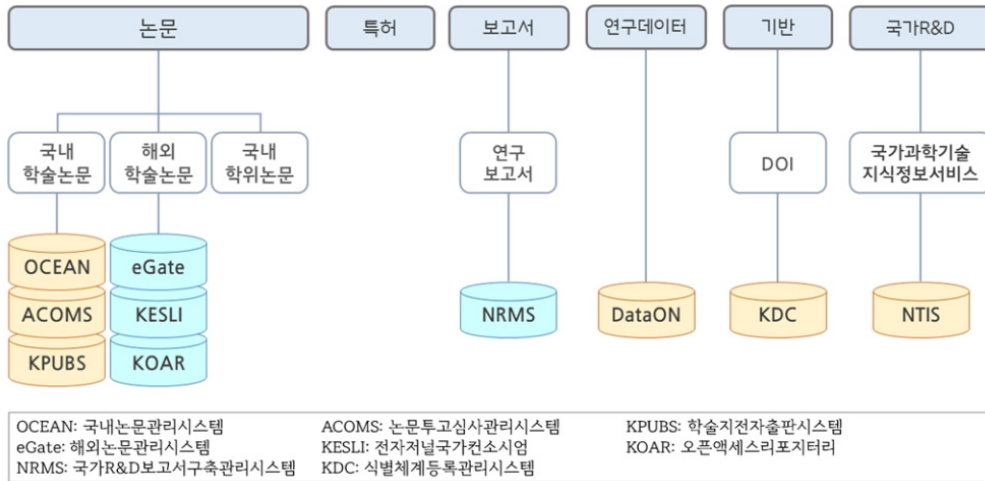 논문 특허 보고서 연구데이터 기반 국가R&D
국내
학술논문
해외
학술논문
국내
학위논문
연구
보고서
DOI
국가과학기술
지식정보서비스
OCEAN
ACOMS
KPUBS
eGate
KESLI
KOAR
NRMS
DataON
KDC
NTIS
OCEAN: 국내논문관리시스템 ACOMS: 논문투고심사관리시스템 KPUBS: 학술지전자출판시스템
eGate: 해외논문관리시스템 KESLI: 전자저널국가컨소시엄 KOAR: 오픈액세스리포지터리
NRMS: 국가R&D보고서구축관리시스템 KDC: 식별체계등록관리시스템